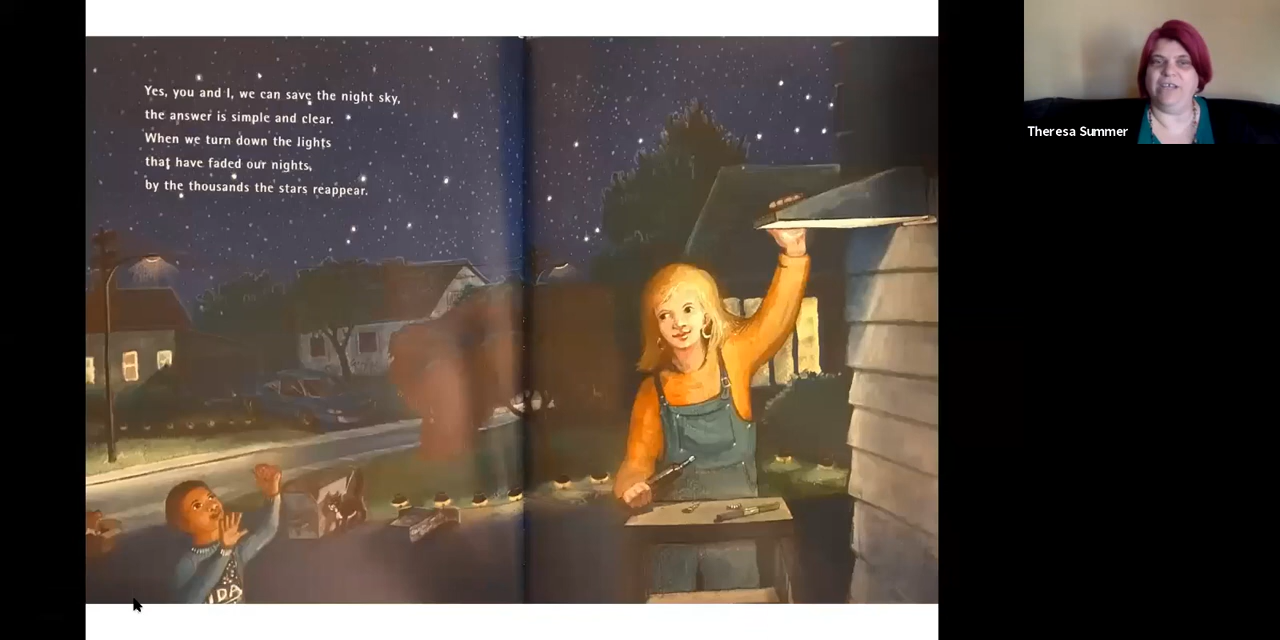 Yes, you and I, we can save the night sky,
the answer is simple and clear.
When we turn down the lights
that have faded our nights,
by the thousands the stars reappear.
Theresa Summer
DA